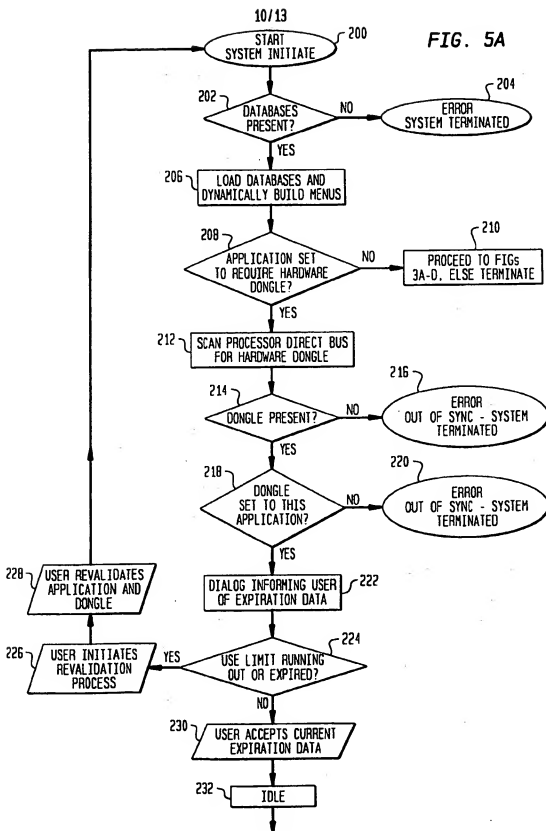 10/13
FIG. 5A
START
SYSTEM INITIATE
200
202
DATABASES
PRESENT?
NO
204
ERROR
SYSTEM TERMINATED
YES
206
LOAD DATABASES AND
DYNAMICALLY BUILD MENUS
208
APPLICATION SET
TO REQUIRE HARDWARE
DONGLE?
NO
210
PROCEED TO FIGs
3A-D, ELSE TERMINATE
YES
212
SCAN PROCESSOR DIRECT BUS
FOR HARDWARE DONGLE
214
DONGLE PRESENT?
NO
216
ERROR
OUT OF SYNC - SYSTEM
TERMINATED
YES
218
DONGLE
SET TO THIS
APPLICATION?
NO
220
ERROR
OUT OF SYNC - SYSTEM
TERMINATED
YES
DIALOG INFORMING USER
OF EXPIRATION DATA
222
224
USE LIMIT RUNNING
OUT OR EXPIRED?
YES
226
USER INITIATES
REVALIDATION
PROCESS
228
USER REVALIDATES
APPLICATION AND
DONGLE
NO
230
USER ACCEPTS CURRENT
EXPIRATION DATA
232
IDLE